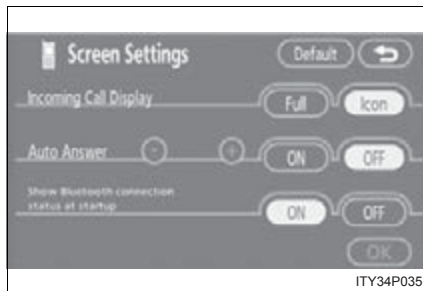 Screen Settings
Default
Incoming Call Display
Full
Icon
Auto Answer
-
+
ON
OFF
Show Bluetooth connection
status at startup
ON
OFF
OK
ITY34P035